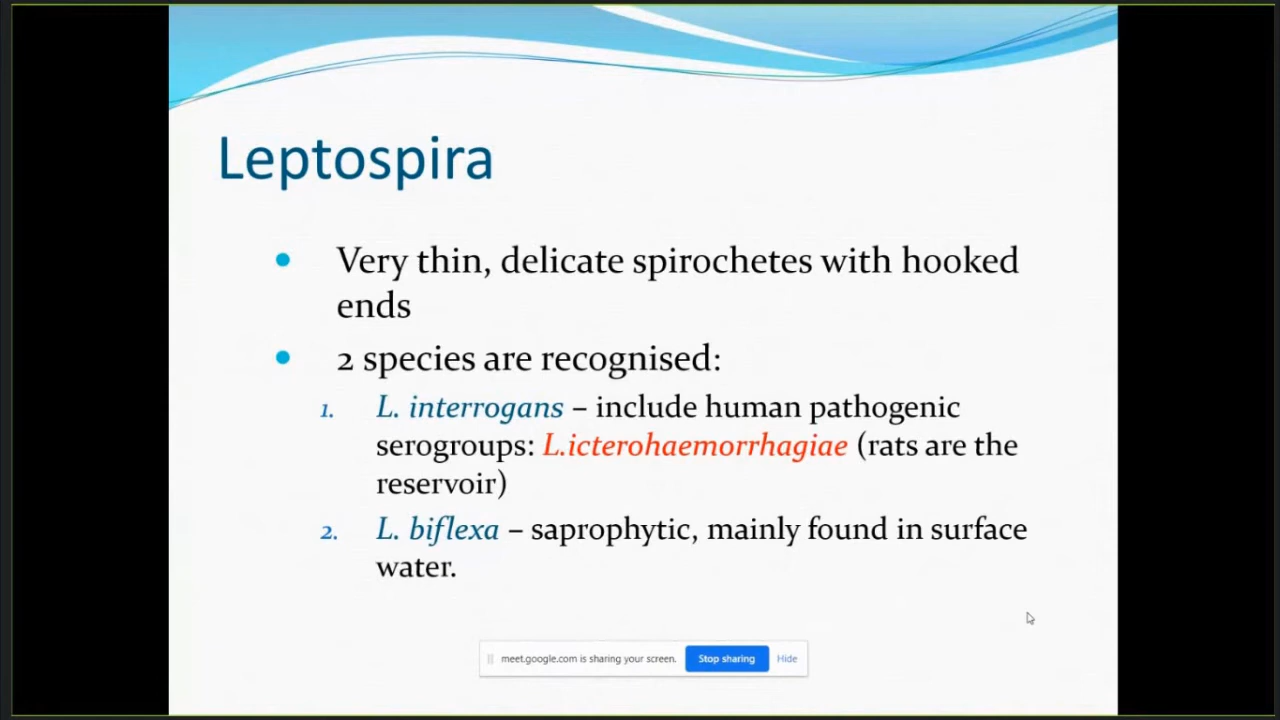 Leptospira
• Very thin, delicate spirochetes with hooked
ends
• 2 species are recognised:
1. L. interrogans – include human pathogenic
serogroups: L.icterohaemorrhagiae (rats are the
reservoir)
2. L. biflexa – saprophytic, mainly found in surface
water.
meet.google.com is sharing your screen. Stop sharing Hide